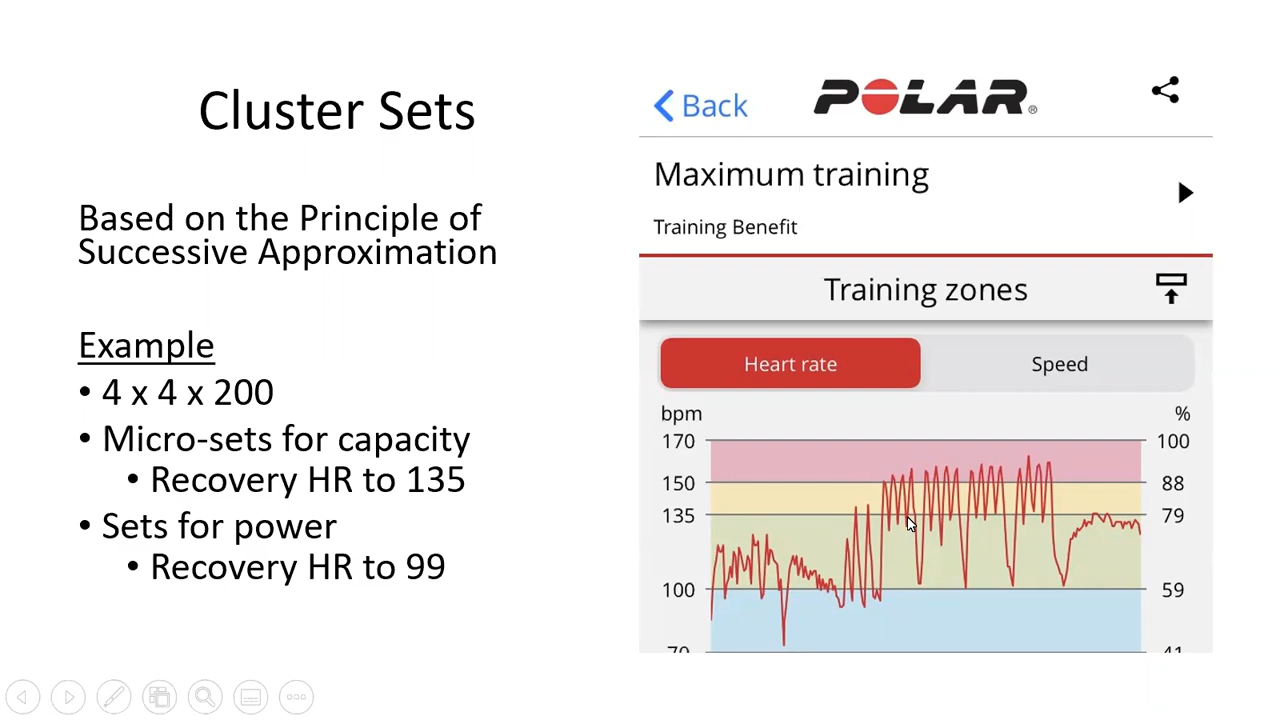 Cluster Sets
Based on the Principle of
Successive Approximation
Example
• 4 x 4 x 200
• Micro-sets for capacity
• Recovery HR to 135
• Sets for power
• Recovery HR to 99
Back
POLAR®
Maximum training
Training Benefit
Training zones
Heart rate
Speed
bpm %
170 100
150 88
135 79
100 59
70 41